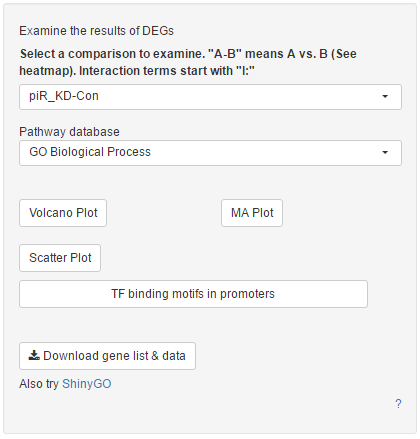 Examine the results of DEGs
Select a comparison to examine. "A-B" means A vs. B (See
heatmap). Interaction terms start with "I:"
piR_KD-Con
Pathway database
GO Biological Process
Volcano Plot MA Plot
Scatter Plot
TF binding motifs in promoters
Download gene list & data
Also try ShinyGO
?